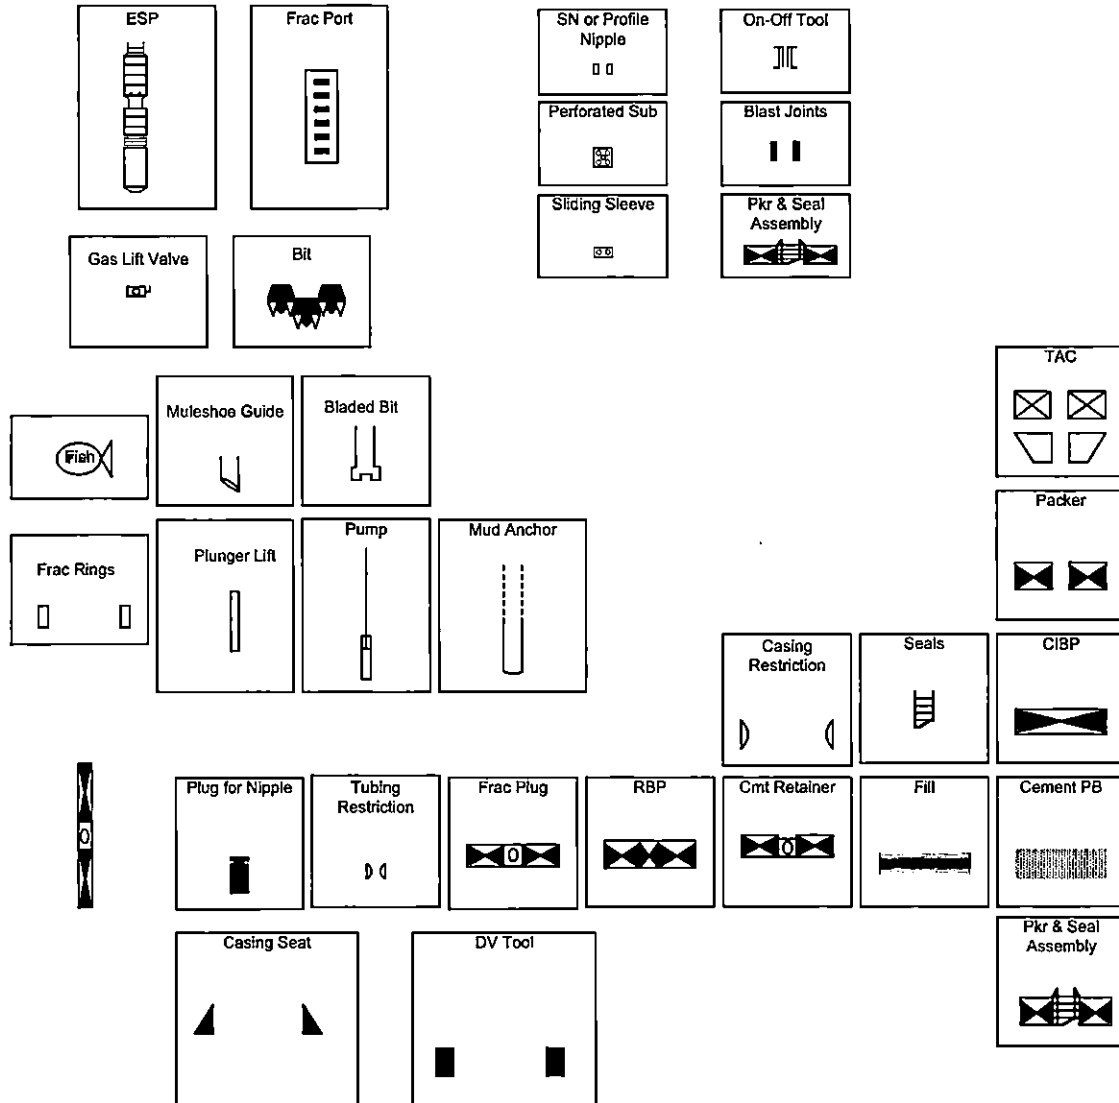 ESP
Frac Port
SN or Profile
Nipple
On-Off Tool
Perforated Sub
Blast Joints
Sliding Sleeve
Pkr & Seal
Assembly
Gas Lift Valve
Bit
TAC
Muleshoe Guide
Bladed Bit
Fish
Packer
Frac Rings
Plunger Lift
Pump
Mud Anchor
Casing
Restriction
Seals
CIBP
Plug for Nipple
Tubing
Restriction
Frac Plug
RBP
Cmt Retainer
Fill
Cement PB
Casing Seat
DV Tool
Pkr & Seal
Assembly